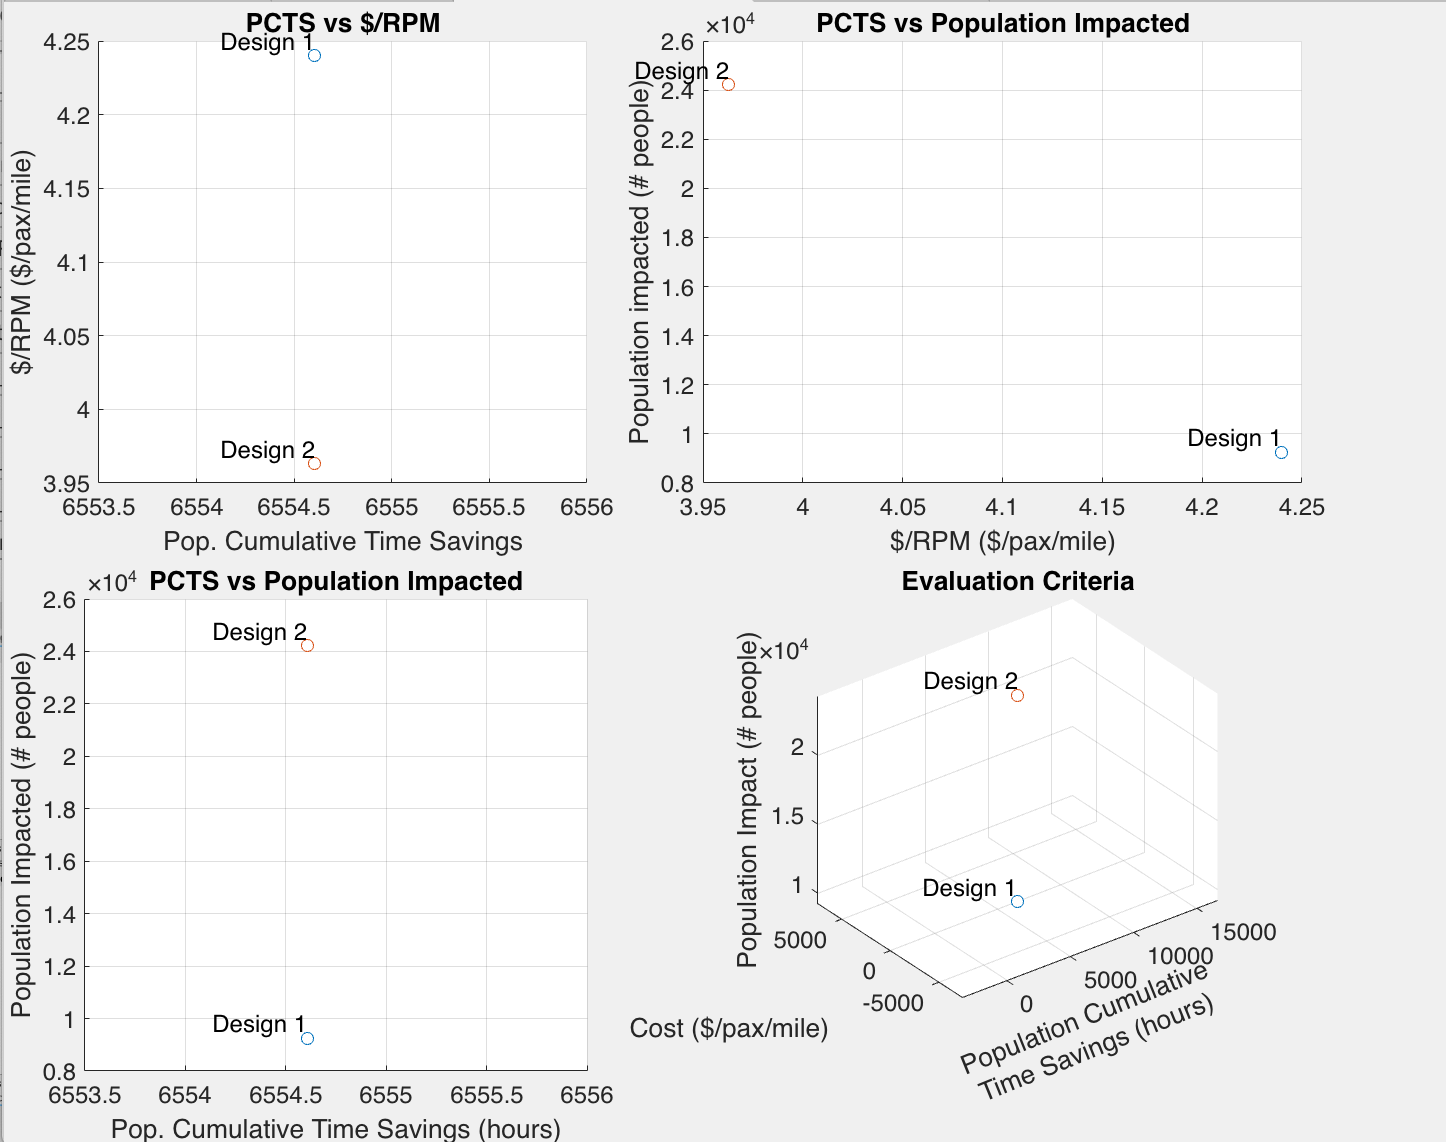 PCTS vs $/RPM
4.25
4.2
4.15
4.1
4.05
4
3.95
$/RPM ($/pax/mile)
Design 1
Design 2
6553.5 6554 6554.5 6555 6555.5 6556
Pop. Cumulative Time Savings
×10⁴ PCTS vs Population Impacted
2.6
2.4
2.2
2
1.8
1.6
1.4
1.2
1
0.8
Population impacted (# people)
Design 2
Design 1
3.95 4 4.05 4.1 4.15 4.2 4.25
$/RPM ($/pax/mile)
×10⁴ PCTS vs Population Impacted
2.6
2.4
2.2
2
1.8
1.6
1.4
1.2
1
0.8
Population Impacted (# people)
Design 2
Design 1
6553.5 6554 6554.5 6555 6555.5 6556
Pop. Cumulative Time Savings (hours)
Evaluation Criteria
×10⁴
2
1.5
1
Population Impact (# people)
Design 2
Design 1
5000
0
-5000
Cost ($/pax/mile)
0 5000 10000 15000
Population Cumulative
Time Savings (hours)